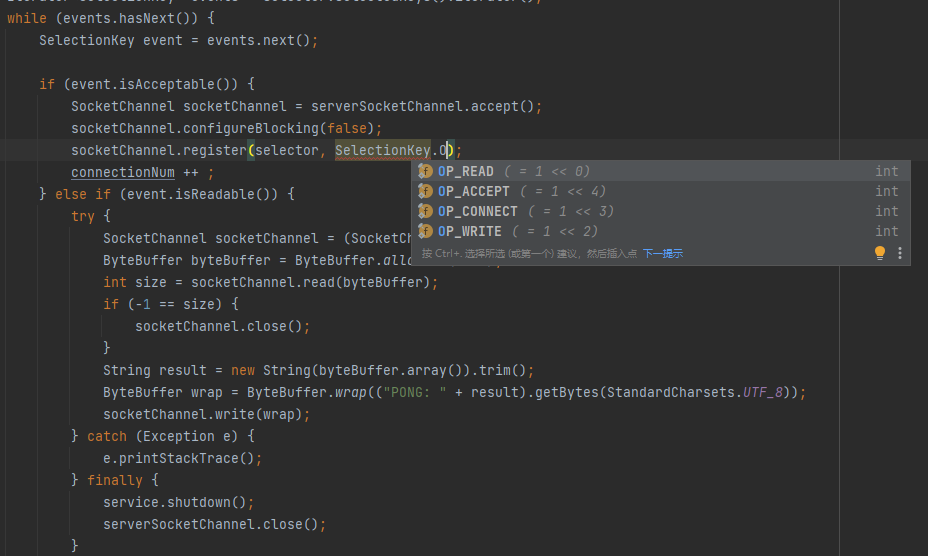 while (events.hasNext()) {
SelectionKey event = events.next();
if (event.isAcceptable()) {
SocketChannel socketChannel = serverSocketChannel.accept();
socketChannel.configureBlocking(false);
socketChannel.register(selector, SelectionKey.O);
connectionNum ++ ;
OP_READ ( = 1 << 0) int
OP_ACCEPT ( = 1 << 4) int
OP_CONNECT ( = 1 << 3) int
OP_WRITE ( = 1 << 2) int
按 Ctrl+. 选择所选(或第一个)建议，然后插入点 下一提示
} else if (event.isReadable()) {
try {
SocketChannel socketChannel = (SocketCh
ByteBuffer byteBuffer = ByteBuffer.allo
int size = socketChannel.read(byteBuffer);
if (-1 == size) {
socketChannel.close();
}
String result = new String(byteBuffer.array()).trim();
ByteBuffer wrap = ByteBuffer.wrap(("PONG: " + result).getBytes(StandardCharsets.UTF_8));
socketChannel.write(wrap);
} catch (Exception e) {
e.printStackTrace();
} finally {
service.shutdown();
serverSocketChannel.close();
}